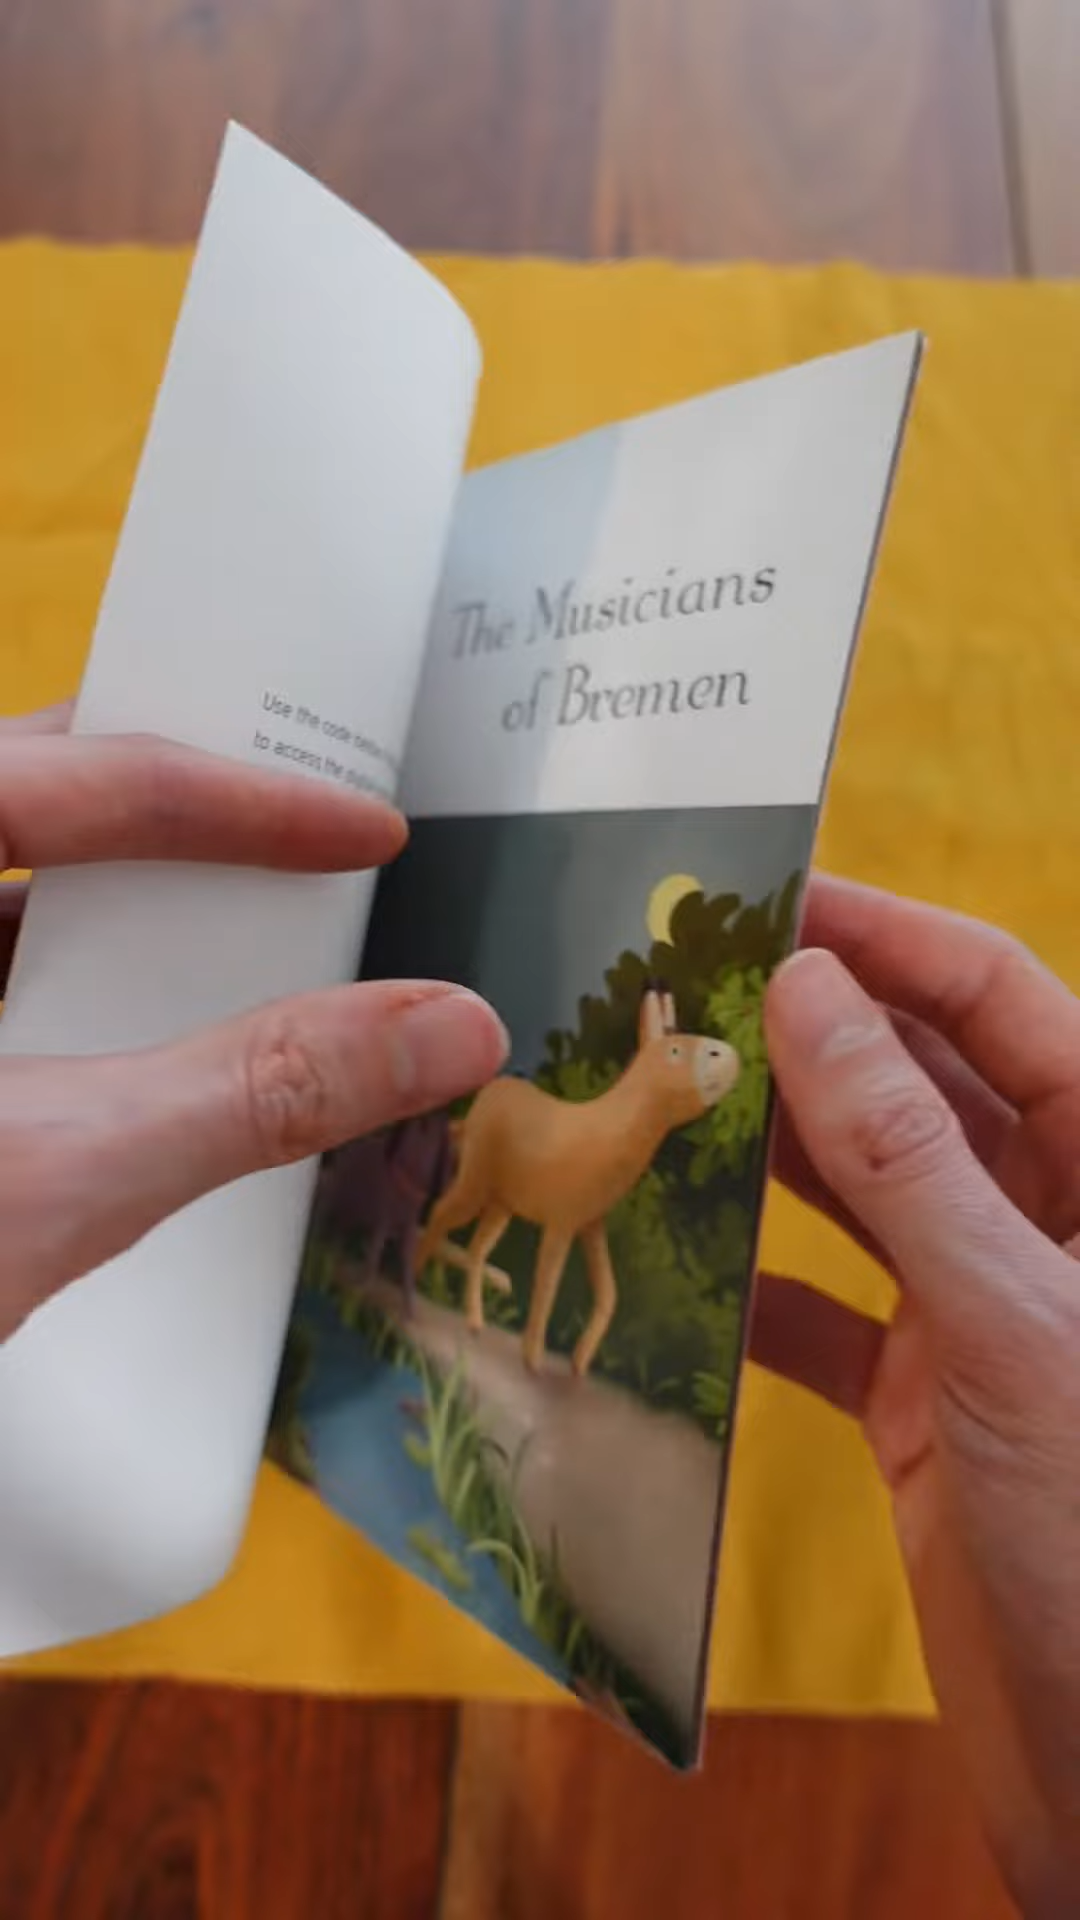 Use the code
to access the
The Musicians
of Bremen